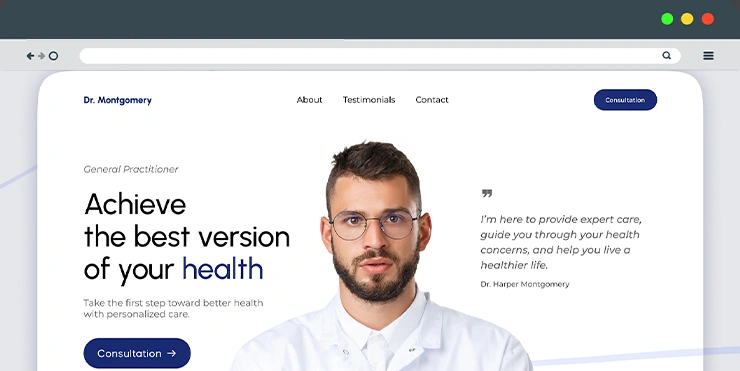 Dr. Montgomery
About Testimonials Contact
Consultation
General Practitioner
Achieve
the best version
of your health
Take the first step toward better health
with personalized care.
Consultation →
❞
I'm here to provide expert care,
guide you through your health
concerns, and help you live a
healthier life.
Dr. Harper Montgomery